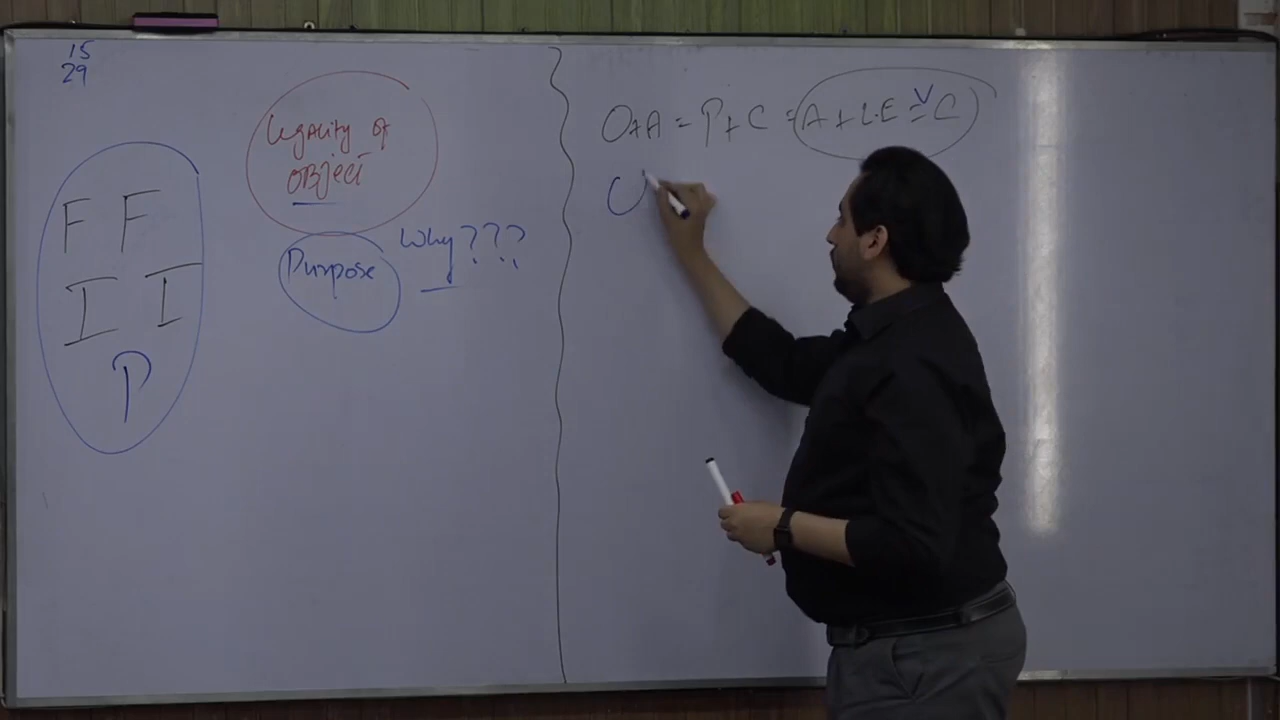 15
29
Legality of
OBJECT
Purpose
Why???
F F
I I
P
O+A = P+C = A+L.E = C
V